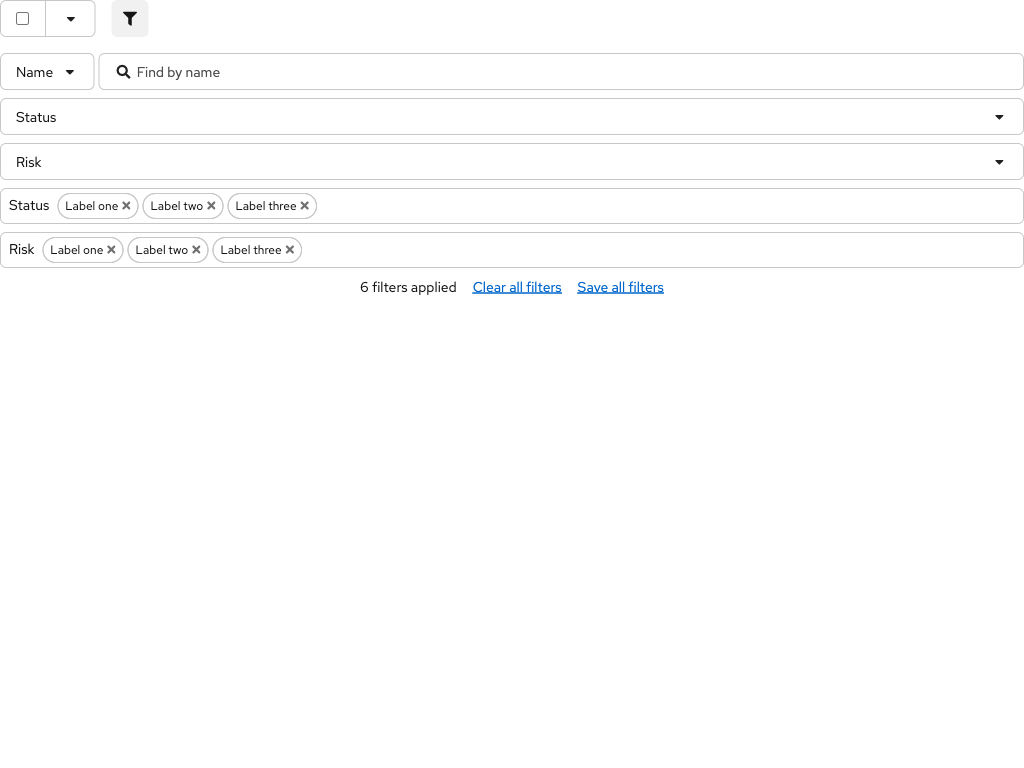 Name Find by name
Status
Risk
Status Label one Label two Label three
Risk Label one Label two Label three
6 filters applied Clear all filters Save all filters